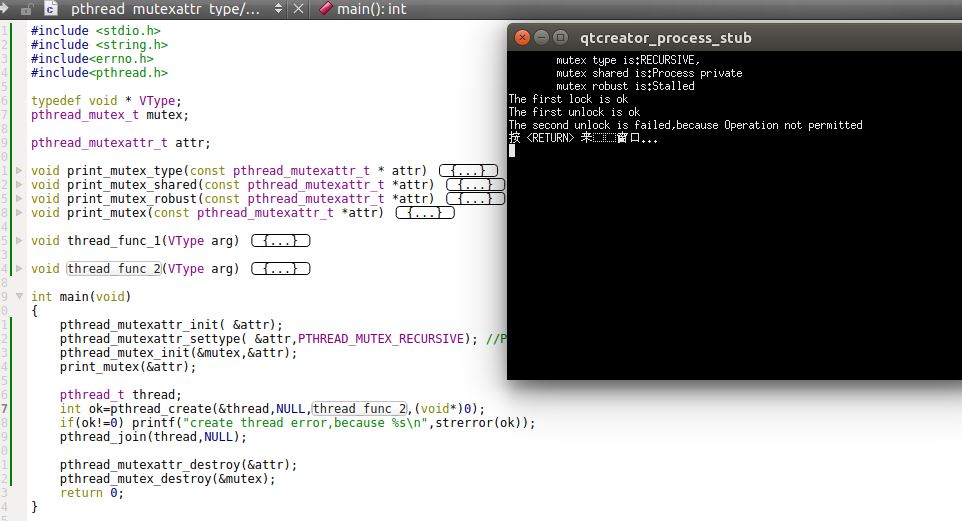 pthread_mutexattr_type/...
main(): int
#include <stdio.h>
#include <string.h>
#include<errno.h>
#include<pthread.h>
typedef void * VType;
pthread_mutex_t mutex;
pthread_mutexattr_t attr;
void print_mutex_type(const pthread_mutexattr_t * attr) {...}
void print_mutex_shared(const pthread_mutexattr_t *attr) {...}
void print_mutex_robust(const pthread_mutexattr_t *attr) {...}
void print_mutex(const pthread_mutexattr_t *attr) {...}
void thread_func_1(VType arg) {...}
void thread_func_2(VType arg) {...}
int main(void)
{
pthread_mutexattr_init( &attr);
pthread_mutexattr_settype( &attr,PTHREAD_MUTEX_RECURSIVE); //P
pthread_mutex_init(&mutex,&attr);
print_mutex(&attr);
pthread_t thread;
int ok=pthread_create(&thread,NULL,thread_func_2,(void*)0);
if(ok!=0) printf("create thread error,because %s\n",strerror(ok));
pthread_join(thread,NULL);
pthread_mutexattr_destroy(&attr);
pthread_mutex_destroy(&mutex);
return 0;
}
qtcreator_process_stub
mutex type is:RECURSIVE,
mutex shared is:Process private
mutex robust is:Stalled
The first lock is ok
The first unlock is ok
The second unlock is failed,because Operation not permitted
按 <RETURN> 来窗口...